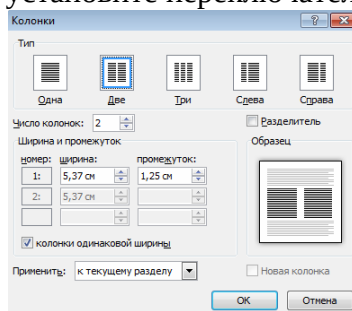 установите переключател
Колонки
Тип
Одна Две Три Слева Справа
Число колонок: 2 Разделитель
Ширина и промежуток Образец
номер: ширина: промежуток:
1: 5,37 см 1,25 см
2: 5,37 см
колонки одинаковой ширины
Применить: к текущему разделу Новая колонка
ОК Отмена